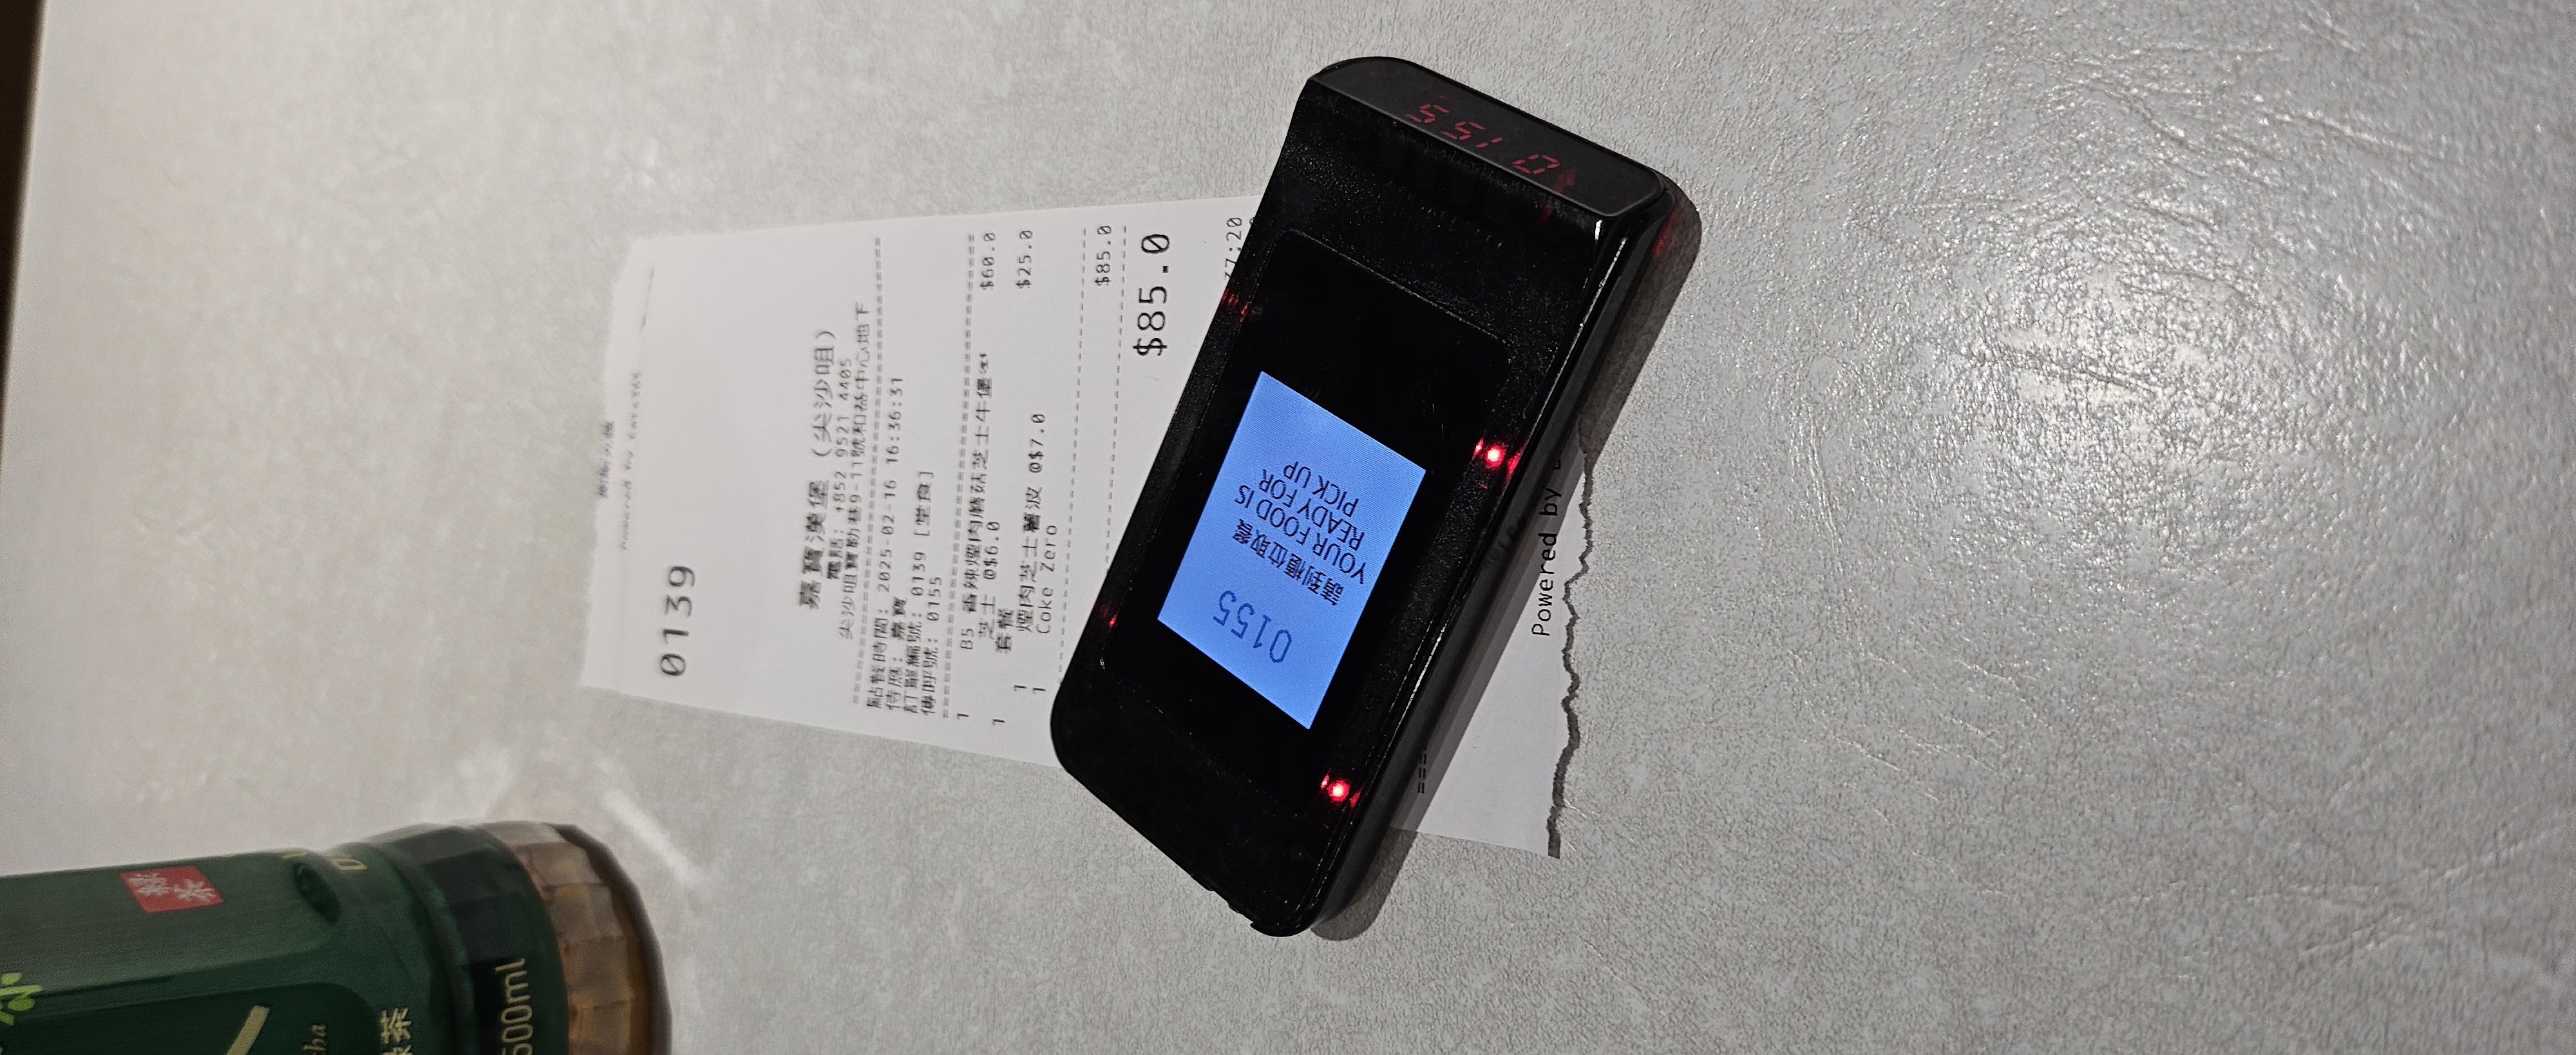 0139
嘉寶漢堡 (尖沙咀)
電話: +852 9521 4405
尖沙咀寶勒巷9-11號和基中心地下
點餐時間: 2025-02-16 16:36:31
侍應: 嘉寶
訂單編號: 0139 [堂食]
傳呼號: 0155
1 B5 香辣煙肉蘑菇芝士牛堡 $60.0
1 芝士 @$6.0
套餐 $25.0
1 煙肉芝士薯波 @$7.0
1 Coke Zero
$85.0
$85.0
Powered by
0155
0155
請到櫃位取餐
YOUR FOOD IS
READY FOR
PICK UP
綠茶
綠茶
500ml